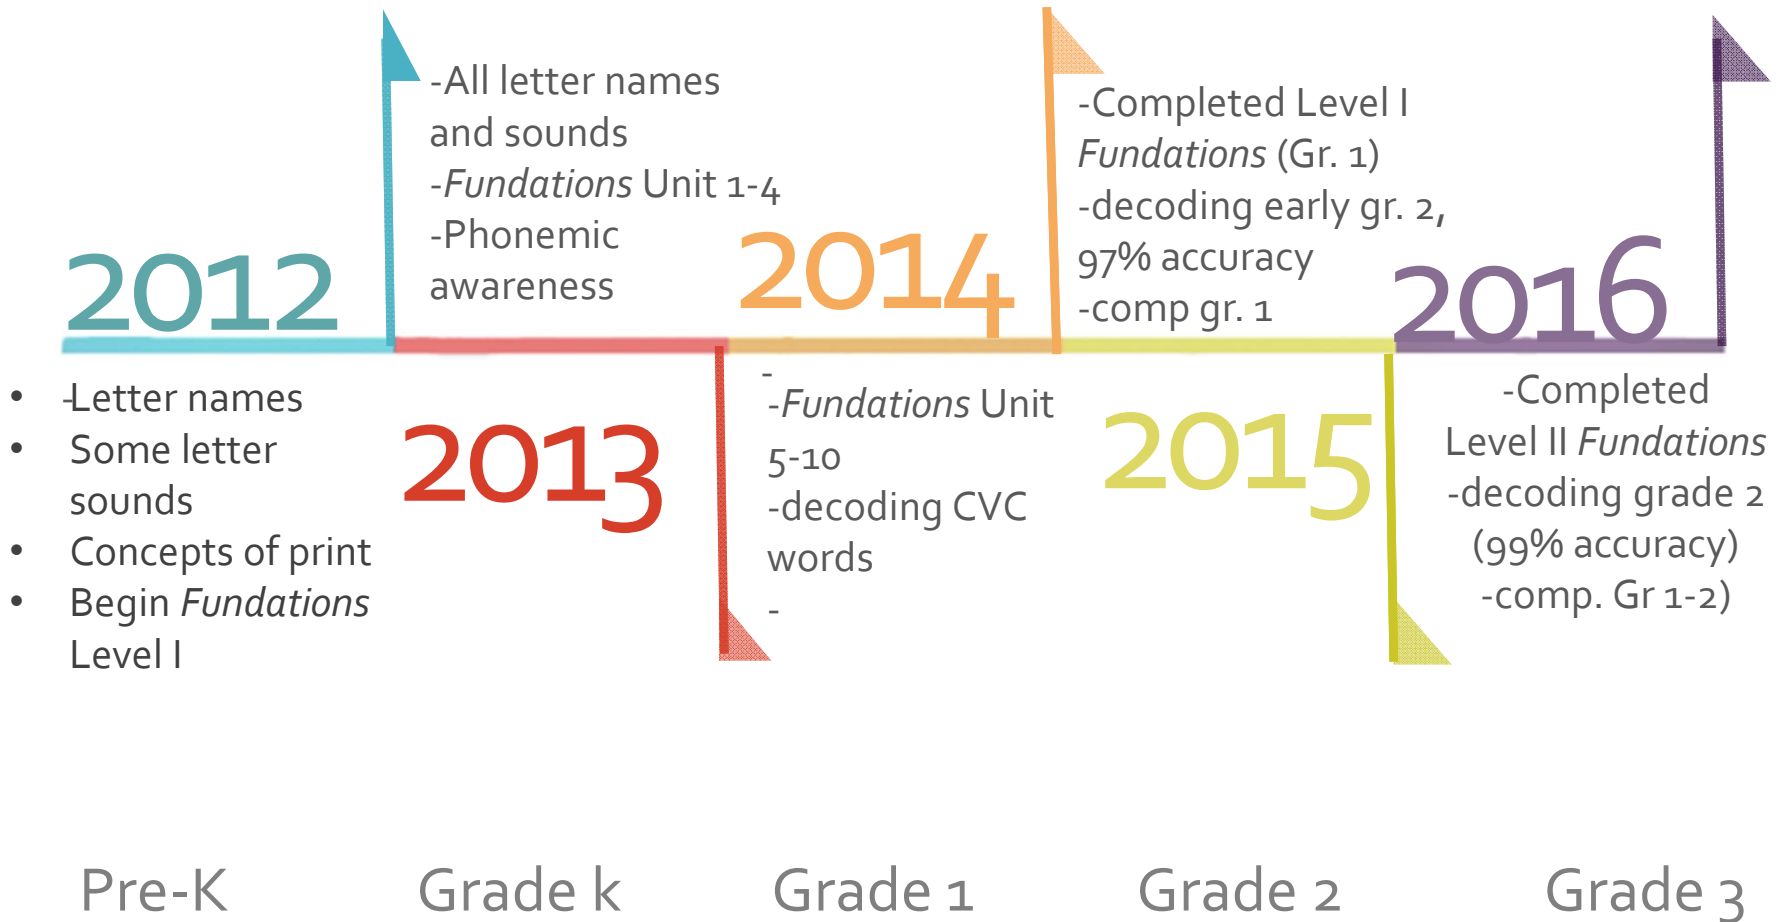 2012
- -Letter names
• Some letter
sounds
• Concepts of print
• Begin Fundations
Level I
-All letter names
and sounds
-Fundations Unit 1-4
-Phonemic
awareness
2013
2014
-
-Fundations Unit
5-10
-decoding CVC
words
-
-Completed Level I
Fundations (Gr. 1)
-decoding early gr. 2,
97% accuracy
-comp gr. 1
2015
2016
-Completed
Level II Fundations
-decoding grade 2
(99% accuracy)
-comp. Gr 1-2)
Pre-K
Grade k
Grade 1
Grade 2
Grade 3